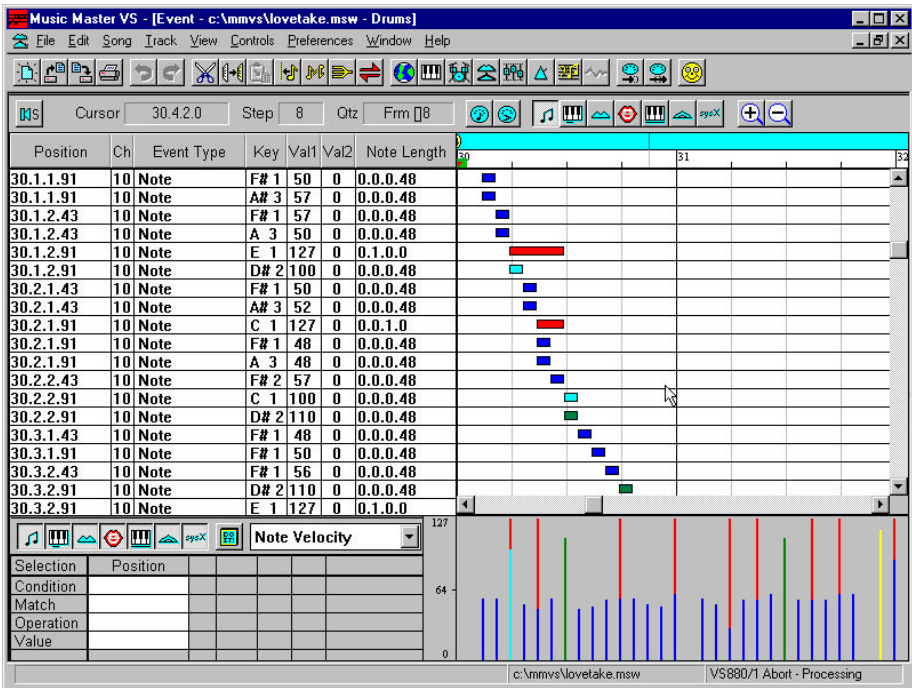 Music Master VS - [Event - c:\mmvs\lovetake.msw - Drums]
File Edit Song Track View Controls Preferences Window Help
Cursor 30.4.2.0 Step 8 Qtz Frm []8
sysX
Position Ch Event Type Key Val1 Val2 Note Length
30 31 32
30.1.1.91 10 Note F# 1 50 0 0.0.0.48
30.1.1.91 10 Note A# 3 57 0 0.0.0.48
30.1.2.43 10 Note F# 1 57 0 0.0.0.48
30.1.2.43 10 Note A 3 50 0 0.0.0.48
30.1.2.91 10 Note E 1 127 0 0.1.0.0
30.1.2.91 10 Note D# 2 100 0 0.0.0.48
30.2.1.43 10 Note F# 1 50 0 0.0.0.48
30.2.1.43 10 Note A# 3 52 0 0.0.0.48
30.2.1.91 10 Note C 1 127 0 0.0.1.0
30.2.1.91 10 Note F# 1 48 0 0.0.0.48
30.2.1.91 10 Note A 3 48 0 0.0.0.48
30.2.2.43 10 Note F# 2 57 0 0.0.0.48
30.2.2.91 10 Note C 1 100 0 0.0.0.48
30.2.2.91 10 Note D# 2 110 0 0.0.0.48
30.3.1.43 10 Note F# 1 48 0 0.0.0.48
30.3.1.91 10 Note F# 1 50 0 0.0.0.48
30.3.2.43 10 Note F# 1 56 0 0.0.0.48
30.3.2.91 10 Note D# 2 110 0 0.0.0.48
30.3.2.91 10 Note E 1 127 0 0.1.0.0
sysX
Note Velocity
127
64
0
Selection Position
Condition
Match
Operation
Value
c:\mmvs\lovetake.msw VS880/1 Abort - Processing